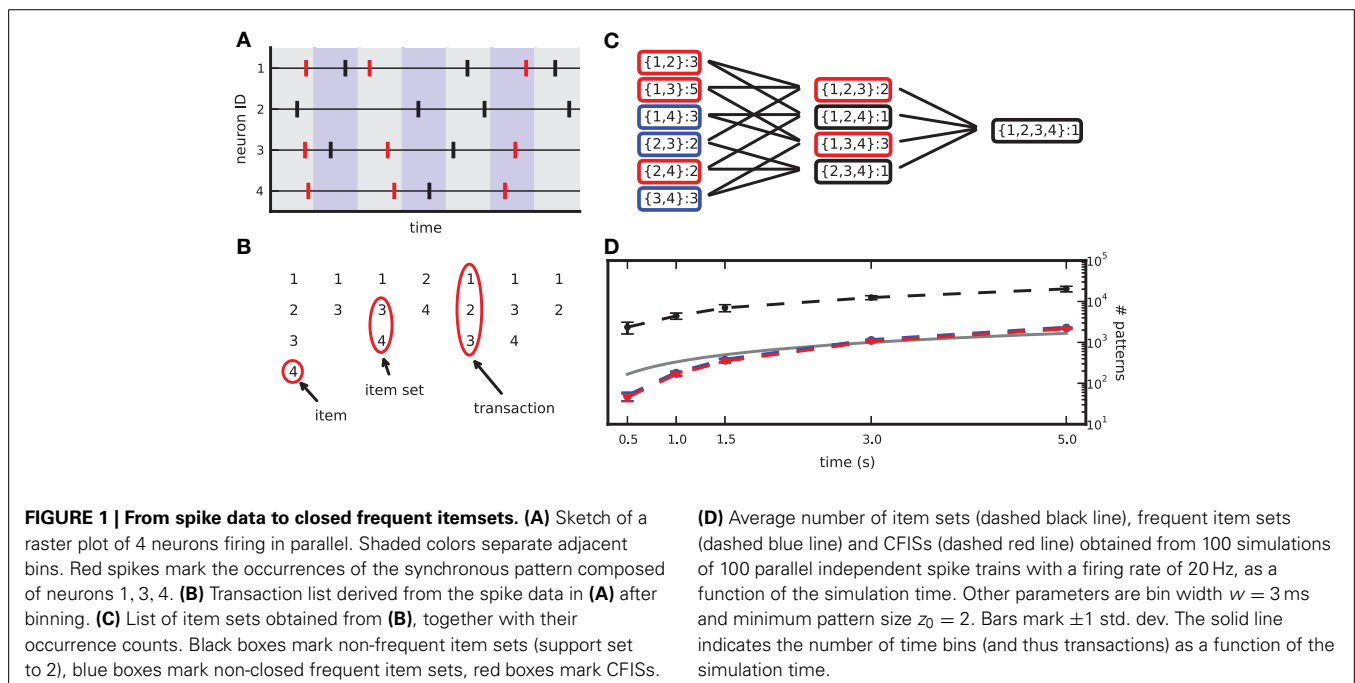 A
1
2
3
4
neuron ID
time
B
1 1 1 2 1 1 1
2 3 3 4 2 3 2
3 4 3 4
4
item
item set
transaction
C
{1,2}:3
{1,3}:5
{1,4}:3
{2,3}:2
{2,4}:2
{3,4}:3
{1,2,3}:2
{1,2,4}:1
{1,3,4}:3
{2,3,4}:1
{1,2,3,4}:1
D
10^5
10^4
10^3
10^2
10^1
# patterns
0.5 1.0 1.5 3.0 5.0
time (s)
FIGURE 1 | From spike data to closed frequent itemsets. (A) Sketch of a
raster plot of 4 neurons firing in parallel. Shaded colors separate adjacent
bins. Red spikes mark the occurrences of the synchronous pattern composed
of neurons 1, 3, 4. (B) Transaction list derived from the spike data in (A) after
binning. (C) List of item sets obtained from (B), together with their
occurrence counts. Black boxes mark non-frequent item sets (support set
to 2), blue boxes mark non-closed frequent item sets, red boxes mark CFISs.
(D) Average number of item sets (dashed black line), frequent item sets
(dashed blue line) and CFISs (dashed red line) obtained from 100 simulations
of 100 parallel independent spike trains with a firing rate of 20 Hz, as a
function of the simulation time. Other parameters are bin width w = 3 ms
and minimum pattern size z₀ = 2. Bars mark ±1 std. dev. The solid line
indicates the number of time bins (and thus transactions) as a function of the
simulation time.